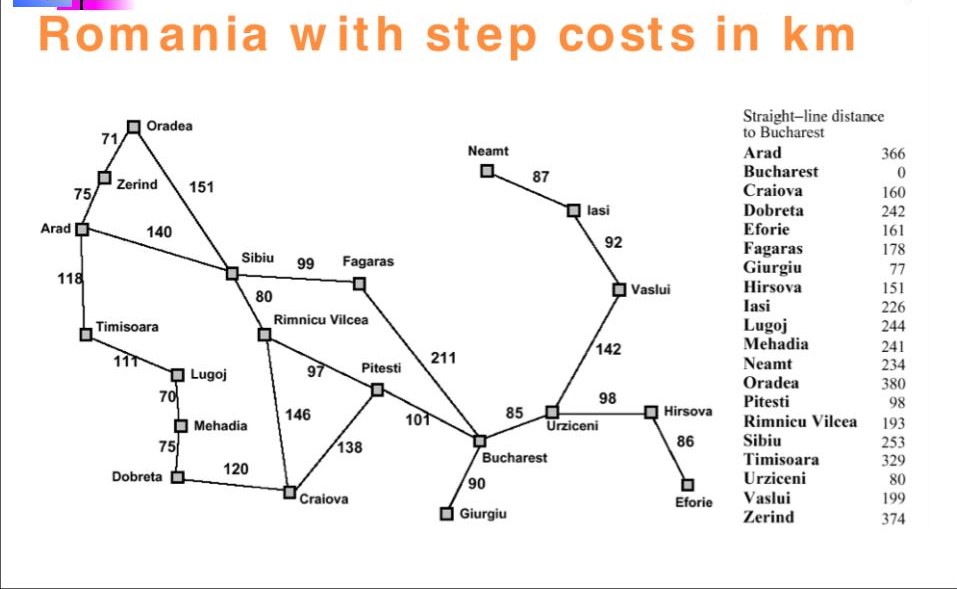 Romania with step costs in km
Oradea
71
Zerind
151
75
Arad
140
118
Sibiu
99
Fagaras
80
Rimnicu Vilcea
Timisoara
111
Lugoj
70
Mehadia
75
Dobreta
120
Craiova
146
138
97
Pitesti
101
211
Bucharest
90
Giurgiu
85
Urziceni
98
Hirsova
86
Eforie
142
Vaslui
92
Iasi
87
Neamt
Straight–line distance
to Bucharest
Arad 366
Bucharest 0
Craiova 160
Dobreta 242
Eforie 161
Fagaras 178
Giurgiu 77
Hirsova 151
Iasi 226
Lugoj 244
Mehadia 241
Neamt 234
Oradea 380
Pitesti 98
Rimnicu Vilcea 193
Sibiu 253
Timisoara 329
Urziceni 80
Vaslui 199
Zerind 374